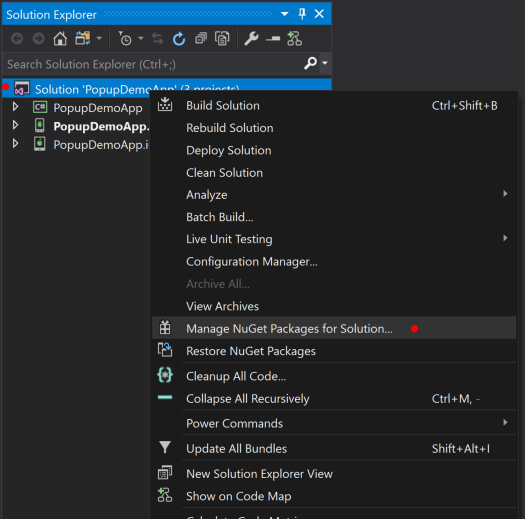 Solution Explorer
Search Solution Explorer (Ctrl+;)
Solution 'PopupDemoApp' (3 projects)
C# PopupDemoApp
PopupDemoApp.
PopupDemoApp.i
Build Solution Ctrl+Shift+B
Rebuild Solution
Deploy Solution
Clean Solution
Analyze
Batch Build...
Live Unit Testing
Configuration Manager...
Archive All...
View Archives
Manage NuGet Packages for Solution...
Restore NuGet Packages
Cleanup All Code...
Collapse All Recursively Ctrl+M, -
Power Commands
Update All Bundles Shift+Alt+I
New Solution Explorer View
Show on Code Map